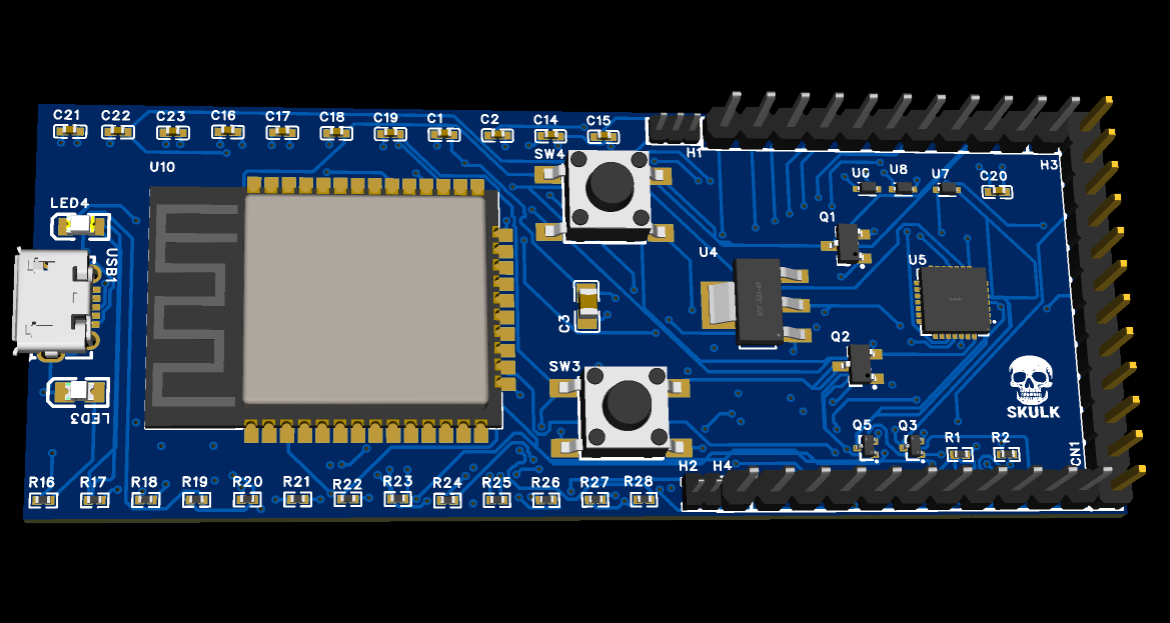 C21
C22
C23
C16
C17
C18
C19
C1
C2
C14
C15
H1
H3
U10
SW4
U6
U8
U7
C20
LED4
Q1
USB1
U4
U5
C3
Q2
SW3
LED3
SKULK
Q5
Q3
R1
R2
CN1
H2
H4
R16
R17
R18
R19
R20
R21
R22
R23
R24
R25
R26
R27
R28